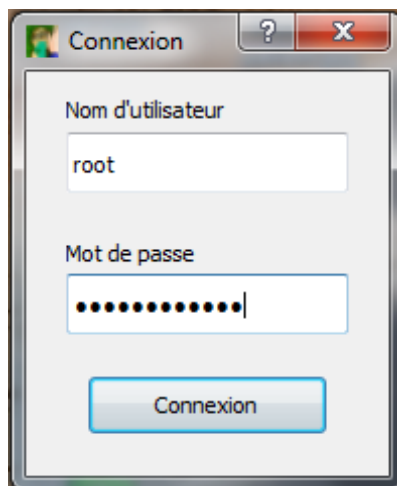 Connexion
Nom d'utilisateur
root
Mot de passe
••••••••••••
Connexion